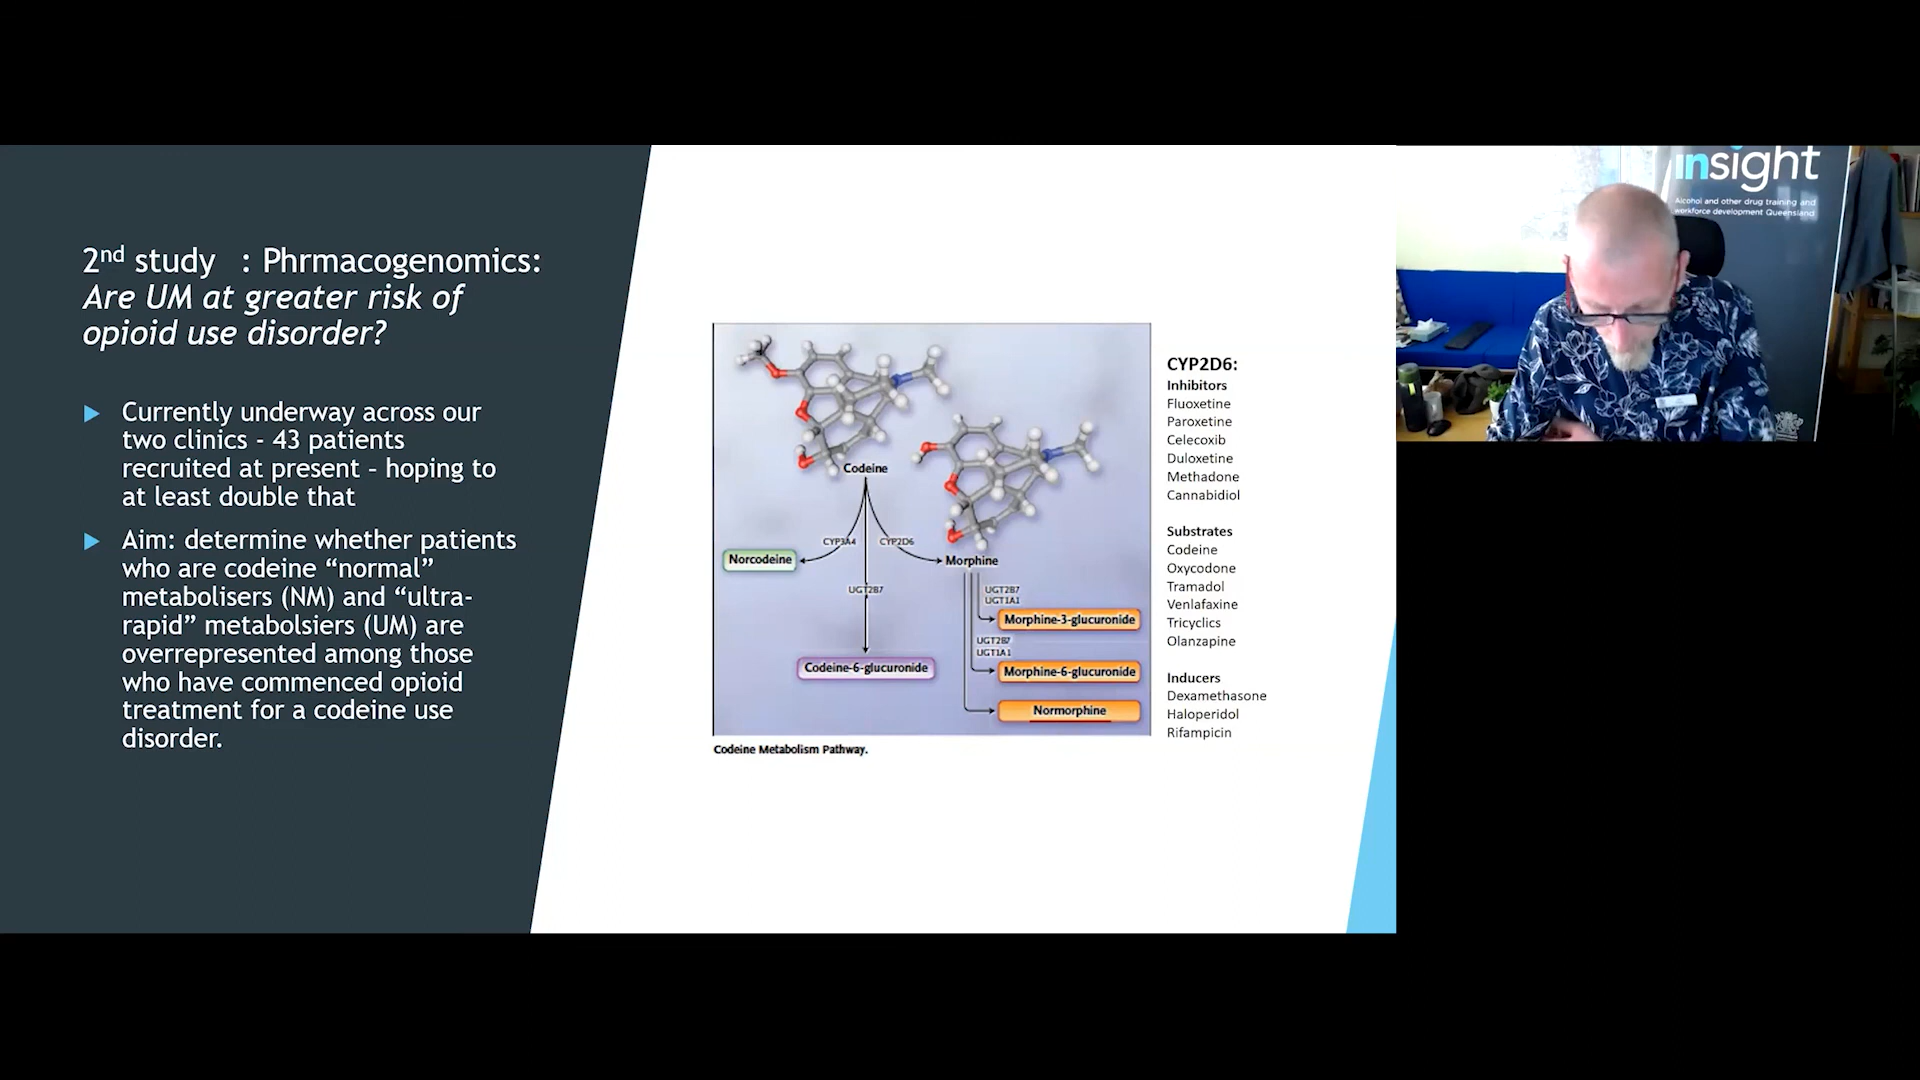 2nd study : Phrmacogenomics:
Are UM at greater risk of
opioid use disorder?
Currently underway across our
two clinics - 43 patients
recruited at present – hoping to
at least double that
Aim: determine whether patients
who are codeine “normal”
metabolisers (NM) and “ultra-
rapid” metabolsiers (UM) are
overrepresented among those
who have commenced opioid
treatment for a codeine use
disorder.
Codeine
CYP3A4
CYP2D6
Norcodeine
Morphine
UGT2B7
UGT2B7
UGT1A1
Morphine-3-glucuronide
UGT2B7
UGT1A1
Codeine-6-glucuronide
Morphine-6-glucuronide
Normorphine
Codeine Metabolism Pathway.
CYP2D6:
Inhibitors
Fluoxetine
Paroxetine
Celecoxib
Duloxetine
Methadone
Cannabidiol
Substrates
Codeine
Oxycodone
Tramadol
Venlafaxine
Tricyclics
Olanzapine
Inducers
Dexamethasone
Haloperidol
Rifampicin
insight
Alcohol and other drug training and
workforce development Queensland